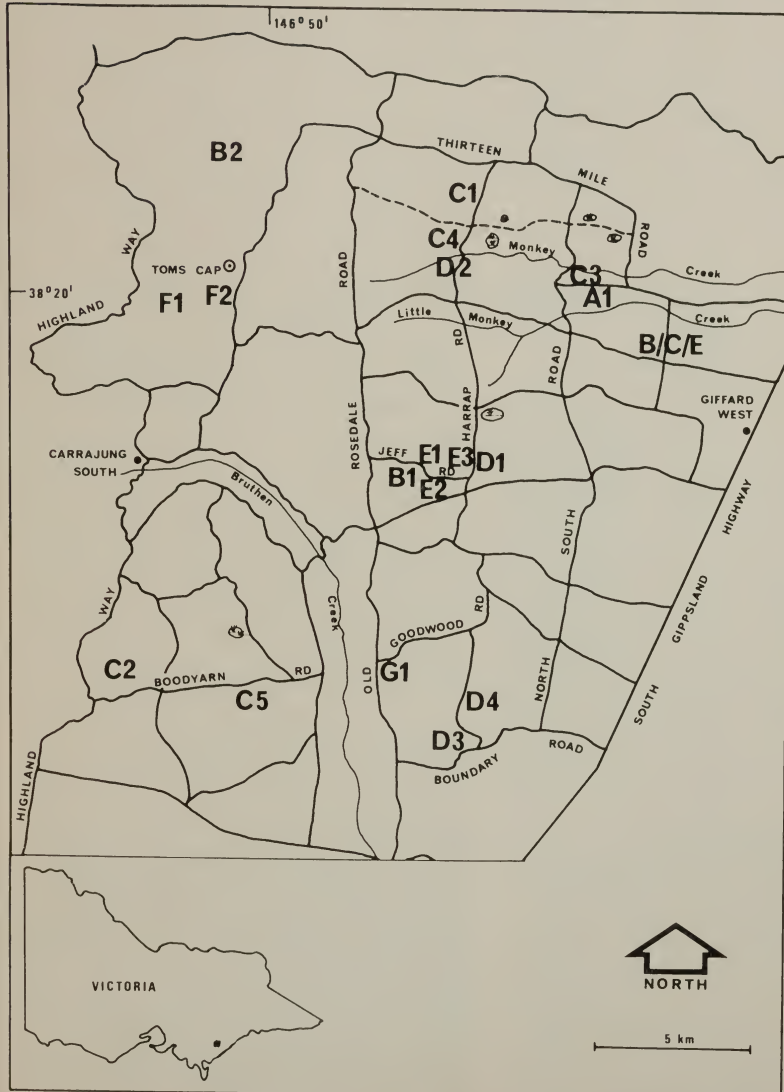 146° 50'
THIRTEEN
B2
MILE
C1
WAY
C4
Monkey
ROAD
TOMS CAP
D2
Creek
ROAD
C3
38° 20'
F1
F2
A1
HIGHLAND
Little
Monkey
Creek
RD
B/C/E
ROAD
GIFFARD
WEST
HARRAP
ROSEDALE
CARRAJUNG
SOUTH
JEFF
E1
E3
D1
RD
B1
E2
Bruthen
HIGHWAY
SOUTH
GIPPSLAND
WAY
Creek
RD
GOODWOOD
C2
OLD
G1
BOODYARN
RD
NORTH
C5
D4
SOUTH
D3
ROAD
BOUNDARY
HIGHLAND
VICTORIA
NORTH
5 km